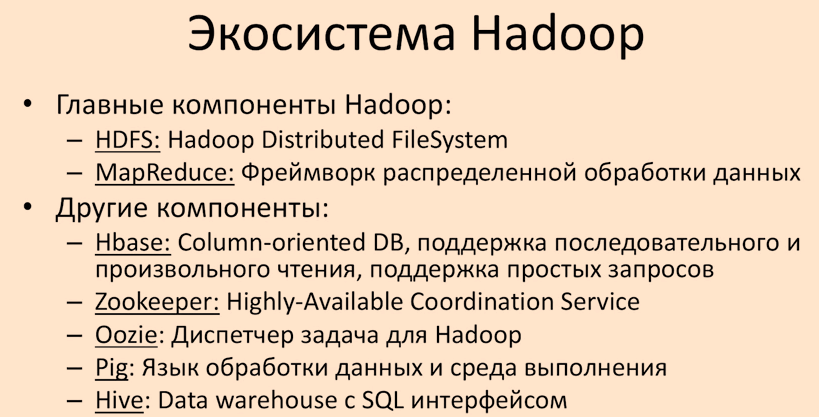 Экосистема Hadoop
• Главные компоненты Hadoop:
– HDFS: Hadoop Distributed FileSystem
– MapReduce: Фреймворк распределенной обработки данных
• Другие компоненты:
– Hbase: Column-oriented DB, поддержка последовательного и
произвольного чтения, поддержка простых запросов
– Zookeeper: Highly-Available Coordination Service
– Oozie: Диспетчер задача для Hadoop
– Pig: Язык обработки данных и среда выполнения
– Hive: Data warehouse с SQL интерфейсом